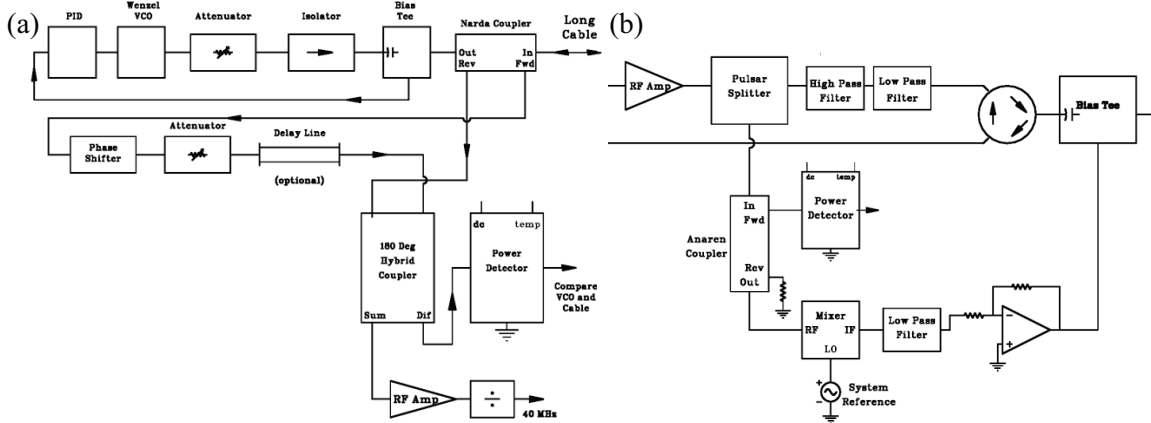 (a)
PID
Wenzel
VCO
Attenuator
Isolator
Bias
Tee
Narda Coupler
Out
Rev
In
Fwd
Long
Cable
Phase
Shifter
Attenuator
Delay Line
(optional)
180 Deg
Hybrid
Coupler
Sum
Dif
dc
temp
Power
Detector
Compare
VCO and
Cable
RF Amp
÷
40 MHz
(b)
RF Amp
Pulsar
Splitter
High Pass
Filter
Low Pass
Filter
Bias Tee
dc
temp
Power
Detector
In
Fwd
Anaren
Coupler
Rev
Out
Mixer
RF
IF
LO
Low Pass
Filter
−
+
+
−
System
Reference